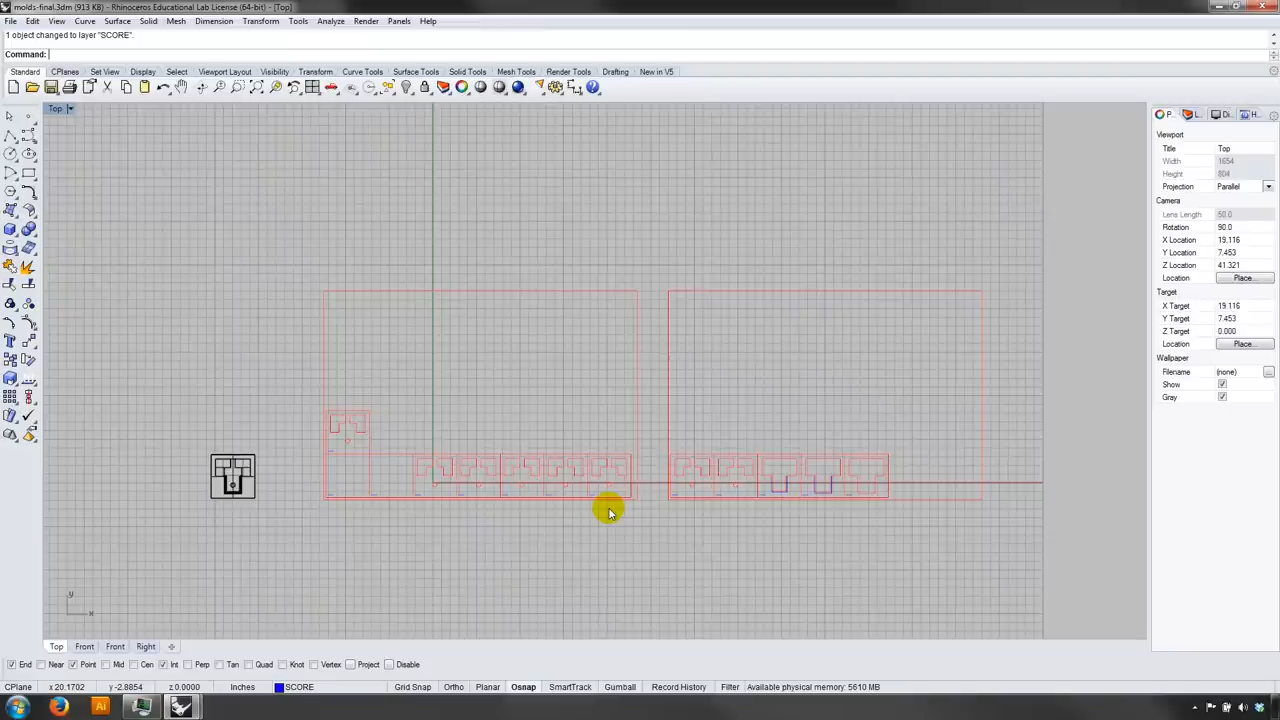 molds-final.3dm (913 KB) - Rhinoceros Educational Lab License (64-bit) - [Top]
File Edit View Curve Surface Solid Mesh Dimension Transform Tools Analyze Render Panels Help
1 object changed to layer "SCORE".
Command:
Standard CPlanes Set View Display Select Viewport Layout Visibility Transform Curve Tools Surface Tools Solid Tools Mesh Tools Render Tools Drafting New in V5
Top
P... L... Di... H...
Viewport
Title Top
Width 1654
Height 804
Projection Parallel
Camera
Lens Length 50.0
Rotation 90.0
X Location 19.116
Y Location 7.453
Z Location 41.321
Location Place...
Target
X Target 19.116
Y Target 7.453
Z Target 0.000
Location Place...
Wallpaper
Filename (none) ...
Show
Gray
y
x
Top Front Front Right
End Near Point Mid Cen Int Perp Tan Quad Knot Vertex Project Disable
CPlane x 20.1702 y -2.8854 z 0.0000 Inches SCORE Grid Snap Ortho Planar Osnap SmartTrack Gumball Record History Filter Available physical memory: 5610 MB
Ai